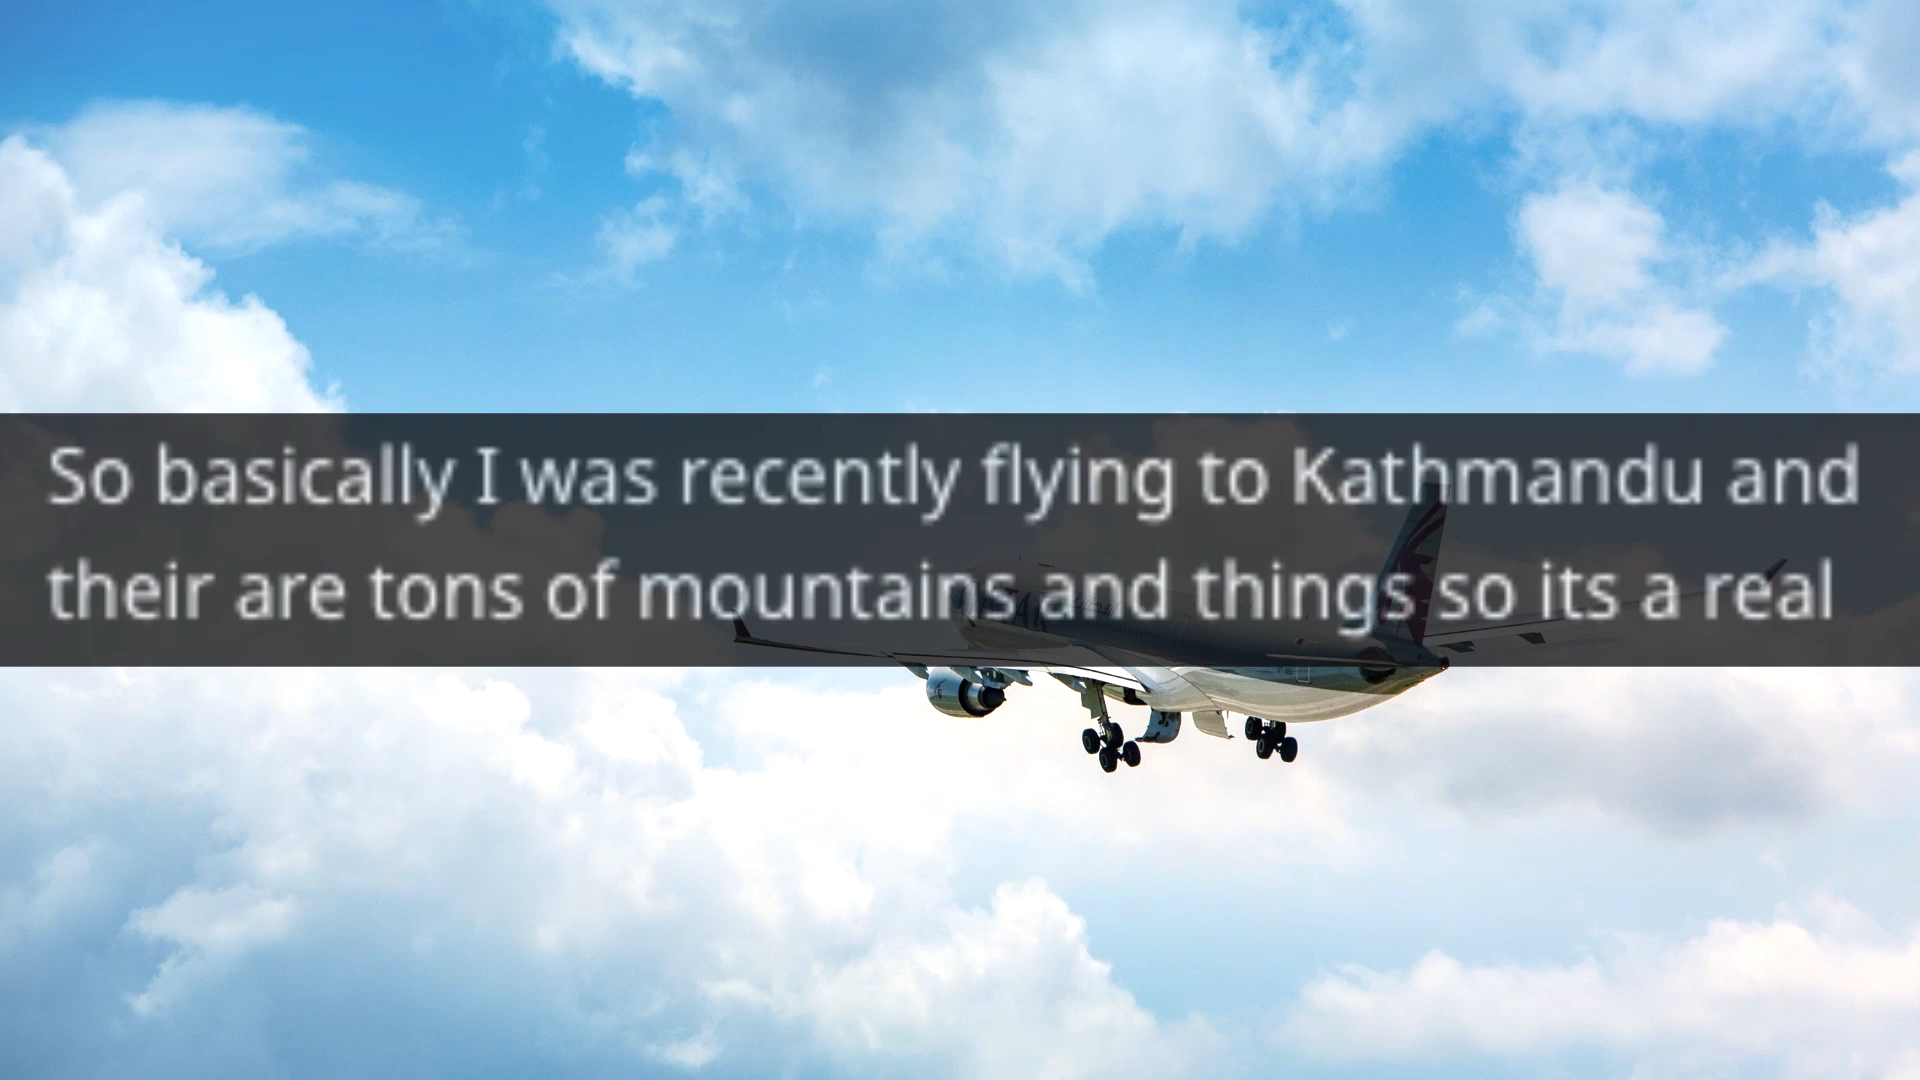 So basically I was recently flying to Kathmandu and
their are tons of mountains and things so its a real